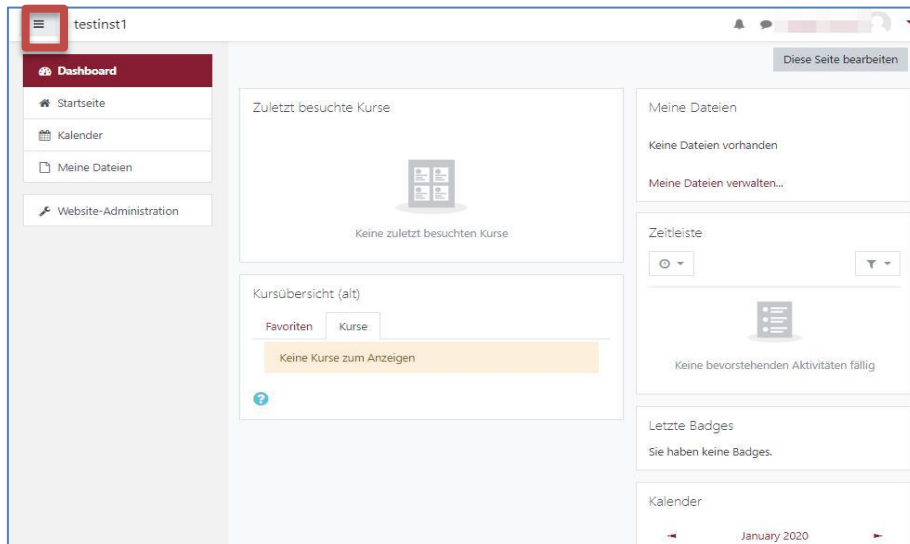 testinst1
Diese Seite bearbeiten
Dashboard
Startseite
Kalender
Meine Dateien
Website-Administration
Zuletzt besuchte Kurse
Keine zuletzt besuchten Kurse
Kursübersicht (alt)
Favoriten Kurse
Keine Kurse zum Anzeigen
?
Meine Dateien
Keine Dateien vorhanden
Meine Dateien verwalten...
Zeitleiste
Keine bevorstehenden Aktivitäten fällig
Letzte Badges
Sie haben keine Badges.
Kalender
January 2020